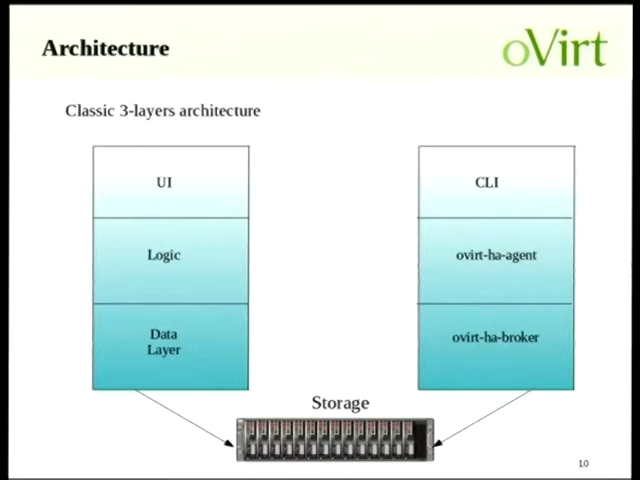 Architecture
oVirt
Classic 3-layers architecture
UI
Logic
Data
Layer
CLI
ovirt-ha-agent
ovirt-ha-broker
Storage
10